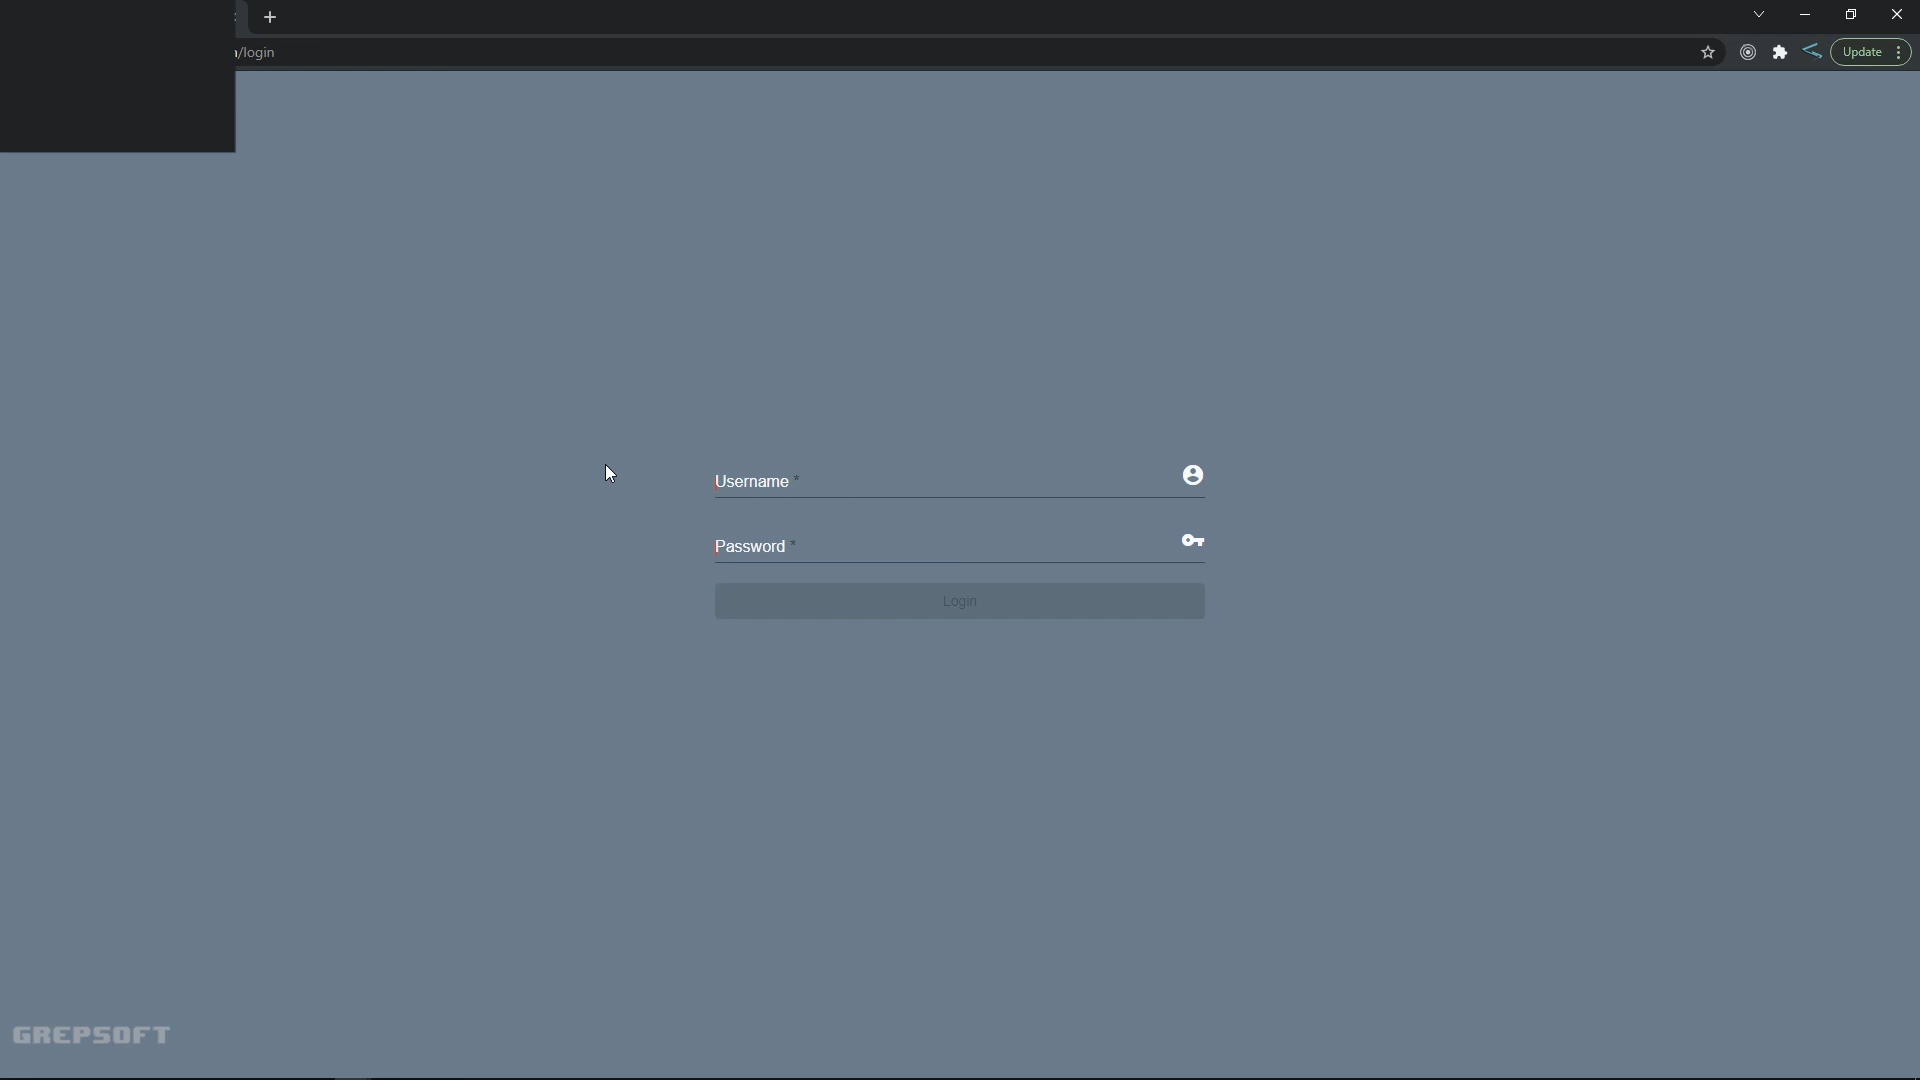 /login
Update
Username *
Password *
Login
GREPSOFT